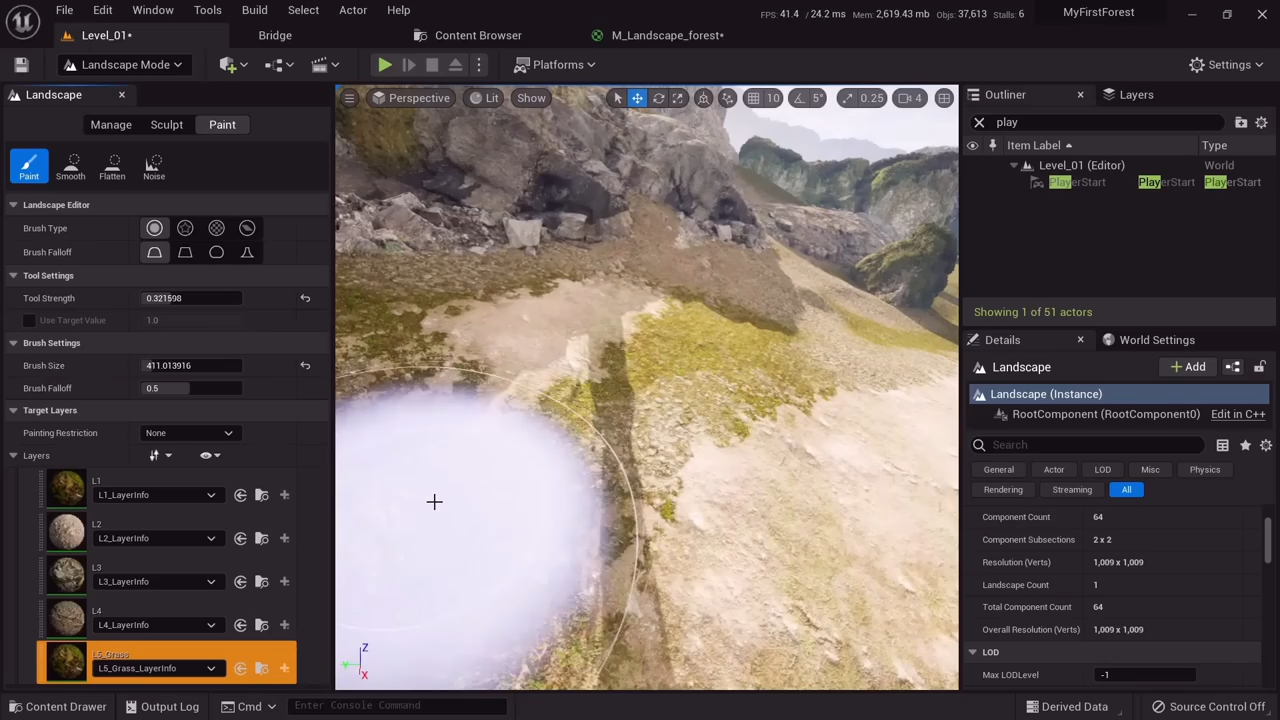 File Edit Window Tools Build Select Actor Help
FPS: 41.4 / 24.2 ms Mem: 2,619.43 mb Objs: 37,613 Stalls: 6
MyFirstForest
Level_01*
Bridge
Content Browser
M_Landscape_forest*
Landscape Mode
Platforms
Settings
Landscape
Manage Sculpt Paint
Paint Smooth Flatten Noise
Landscape Editor
Brush Type
Brush Falloff
Tool Settings
Tool Strength 0.321598
Use Target Value 1.0
Brush Settings
Brush Size 411.013916
Brush Falloff 0.5
Target Layers
Painting Restriction None
Layers
L1
L1_LayerInfo
L2
L2_LayerInfo
L3
L3_LayerInfo
L4
L4_LayerInfo
L5_Grass
L5_Grass_LayerInfo
Perspective Lit Show
10 5° 0.25 4
Z
Y
X
Outliner Layers
play
Item Label Type
Level_01 (Editor) World
PlayerStart PlayerStart PlayerStart
Showing 1 of 51 actors
Details World Settings
Landscape
Add
Landscape (Instance)
RootComponent (RootComponent0) Edit in C++
Search
General Actor LOD Misc Physics
Rendering Streaming All
Component Count 64
Component Subsections 2 x 2
Resolution (Verts) 1,009 x 1,009
Landscape Count 1
Total Component Count 64
Overall Resolution (Verts) 1,009 x 1,009
LOD
Max LODLevel -1
Content Drawer Output Log Cmd Enter Console Command
Derived Data Source Control Off